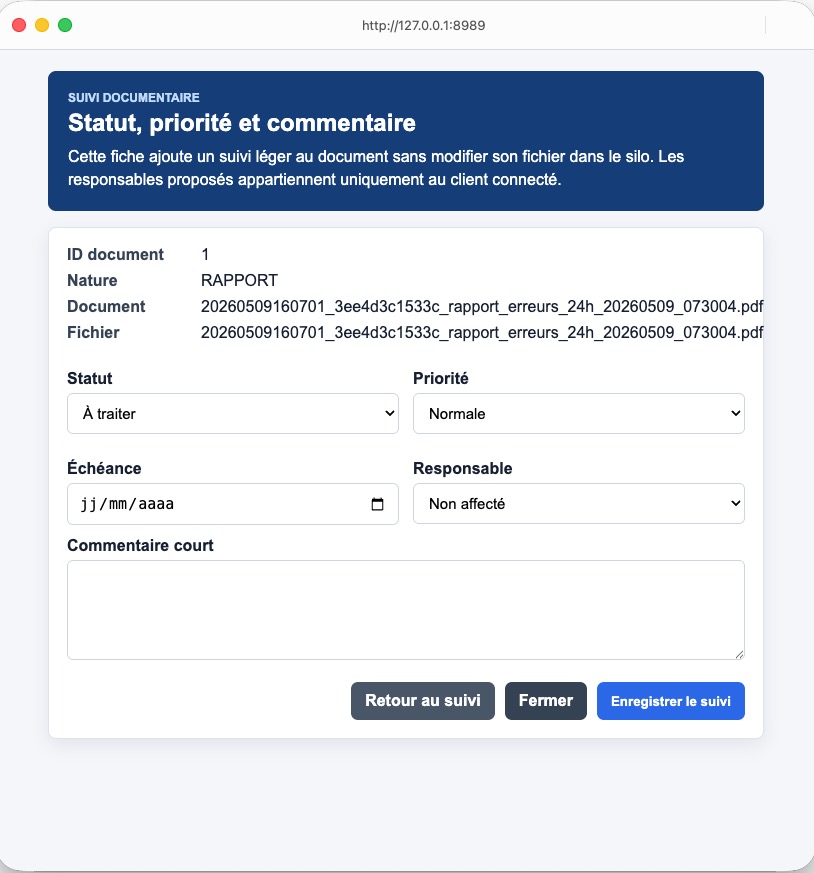 http://127.0.0.1:8989
SUIVI DOCUMENTAIRE
Statut, priorité et commentaire
Cette fiche ajoute un suivi léger au document sans modifier son fichier dans le silo. Les
responsables proposés appartiennent uniquement au client connecté.
ID document 1
Nature RAPPORT
Document 20260509160701_3ee4d3c1533c_rapport_erreurs_24h_20260509_073004.pdf
Fichier 20260509160701_3ee4d3c1533c_rapport_erreurs_24h_20260509_073004.pdf
Statut Priorité
À traiter Normale
Échéance Responsable
jj/mm/aaaa Non affecté
Commentaire court
Retour au suivi Fermer Enregistrer le suivi